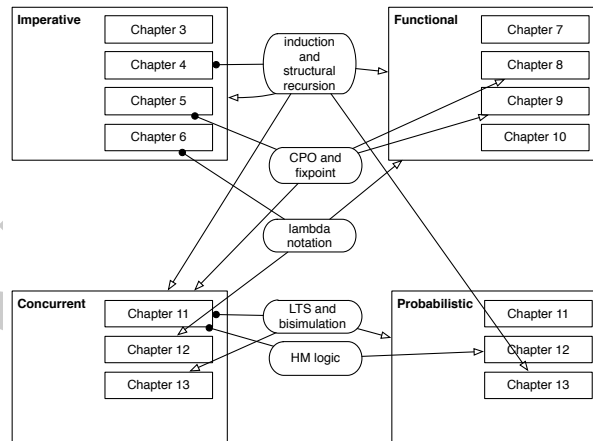 Imperative
Chapter 3
Chapter 4
Chapter 5
Chapter 6
induction
and
structural
recursion
Functional
Chapter 7
Chapter 8
Chapter 9
Chapter 10
CPO and
fixpoint
lambda
notation
Concurrent
Chapter 11
Chapter 12
Chapter 13
LTS and
bisimulation
HM logic
Probabilistic
Chapter 11
Chapter 12
Chapter 13